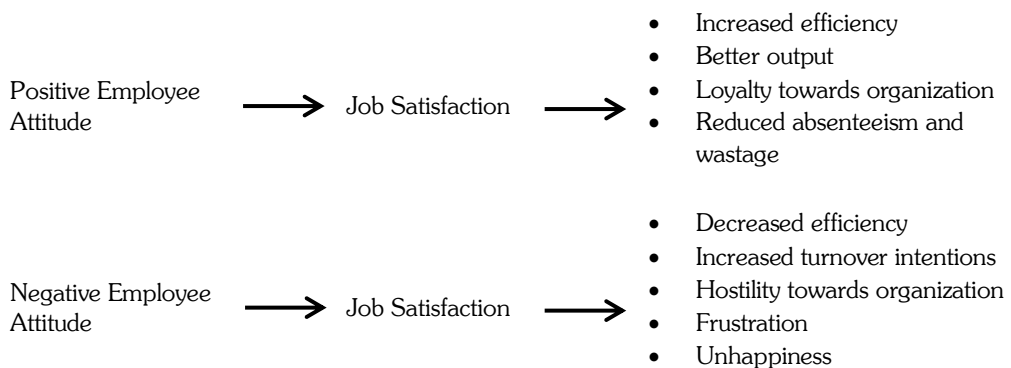 Positive Employee
Attitude
Job Satisfaction
• Increased efficiency
• Better output
• Loyalty towards organization
• Reduced absenteeism and
wastage
Negative Employee
Attitude
Job Satisfaction
• Decreased efficiency
• Increased turnover intentions
• Hostility towards organization
• Frustration
• Unhappiness